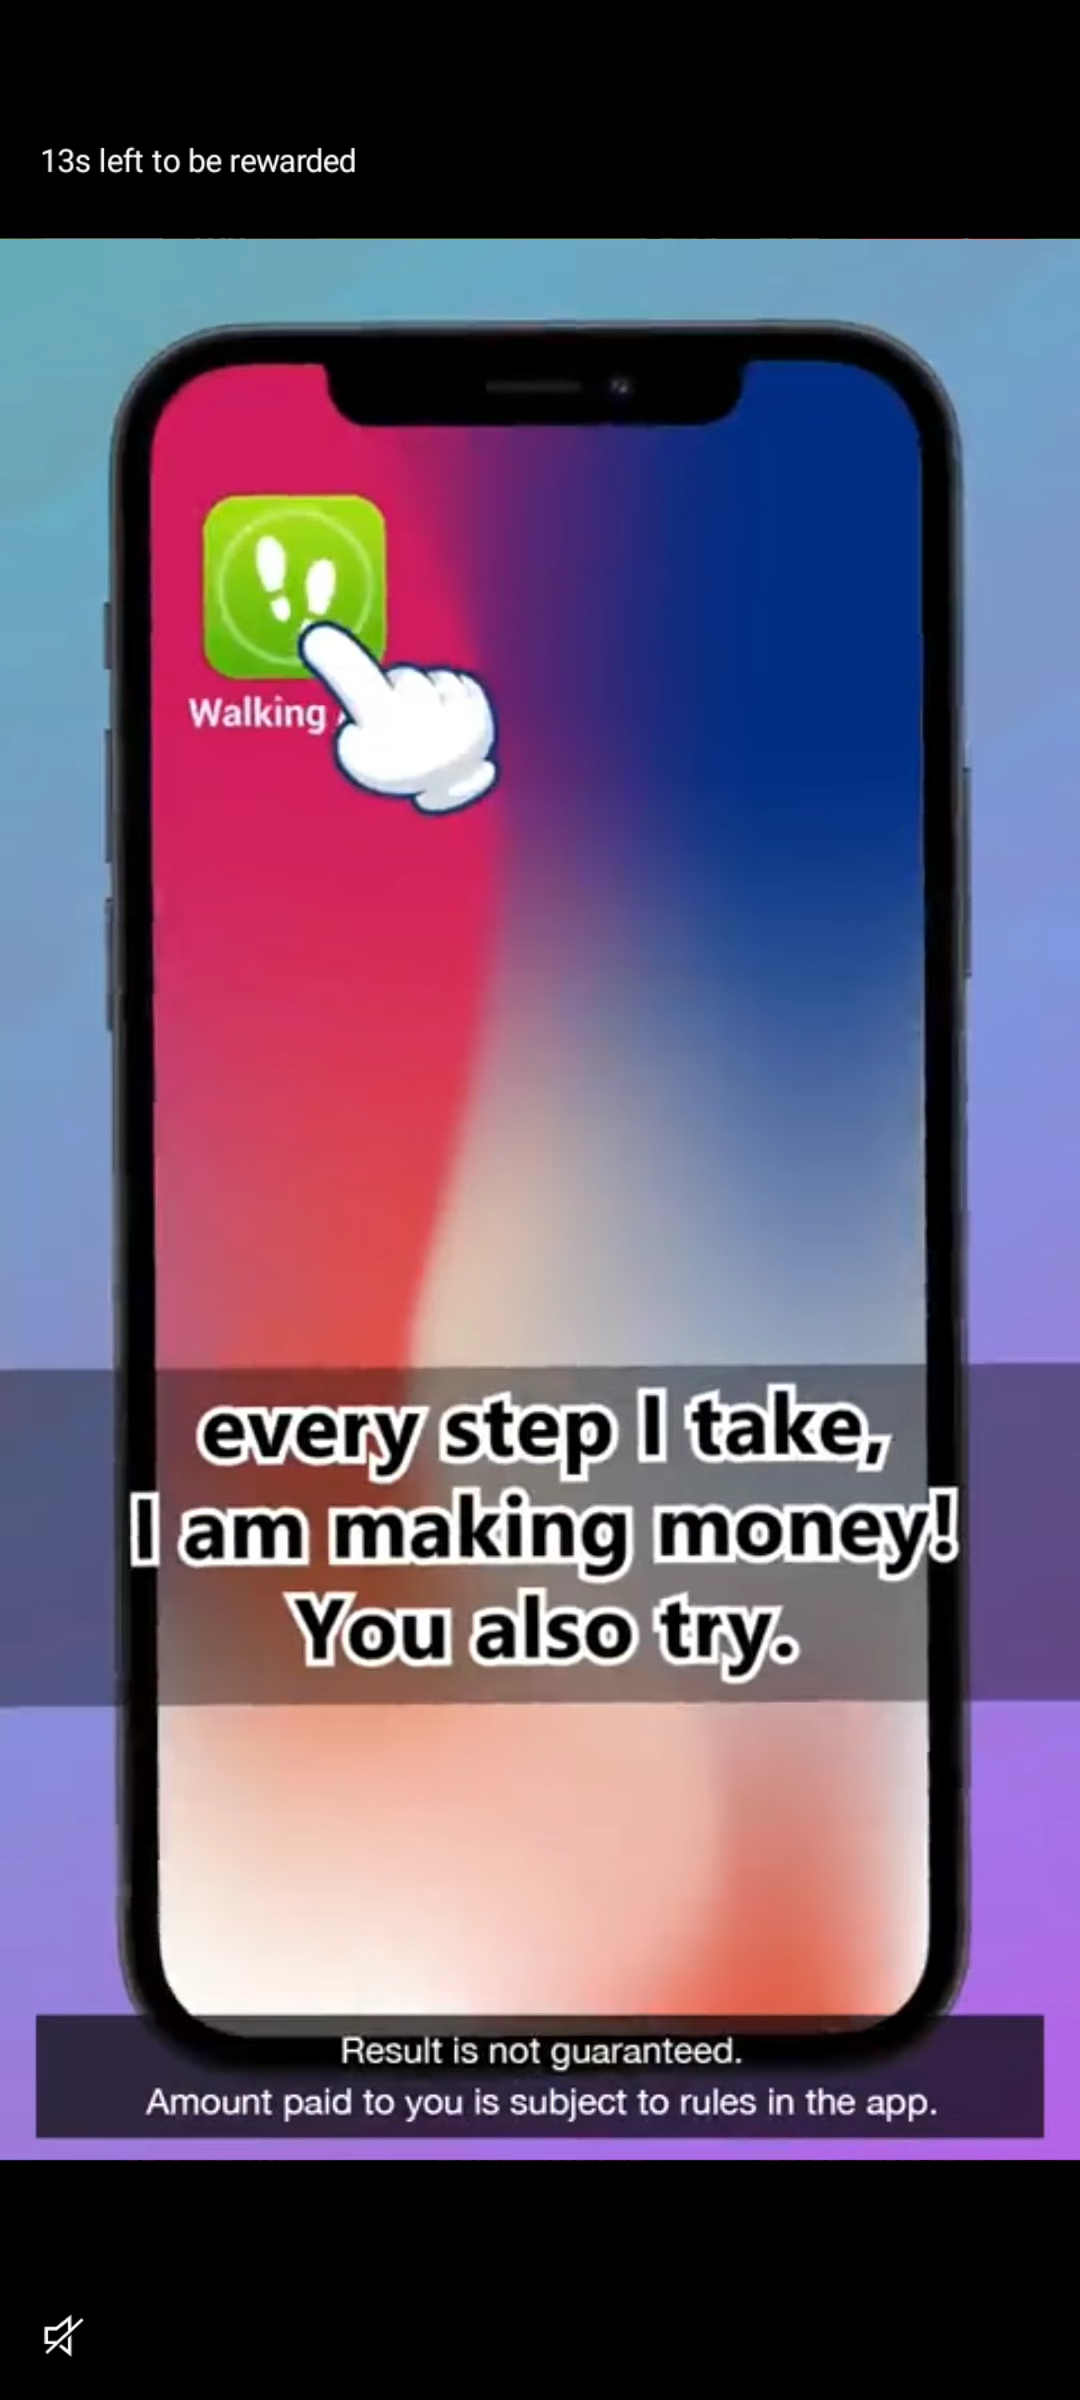 13s left to be rewarded
Walking
every step I take,
I am making money!
You also try.
Result is not guaranteed.
Amount paid to you is subject to rules in the app.